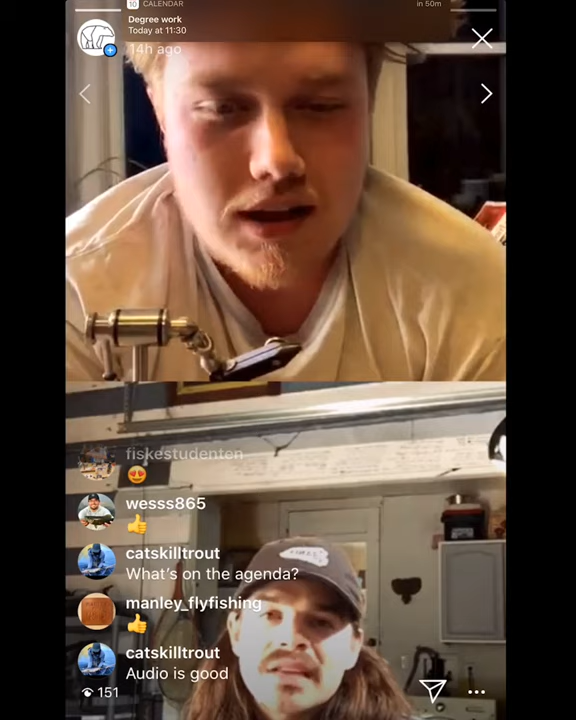 10 CALENDAR in 50m
Degree work
Today at 11:30
14h ago
fiskestudenten
😍
wesss865
👍
catskilltrout
What's on the agenda?
manley_flyfishing
👍
catskilltrout
Audio is good
151